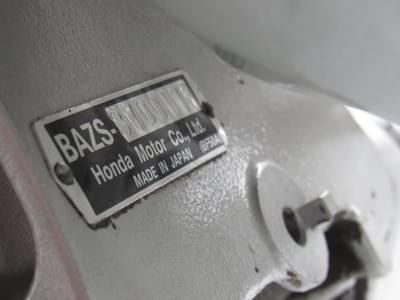 BAZS-
Honda Motor Co., Ltd.
MADE IN JAPAN